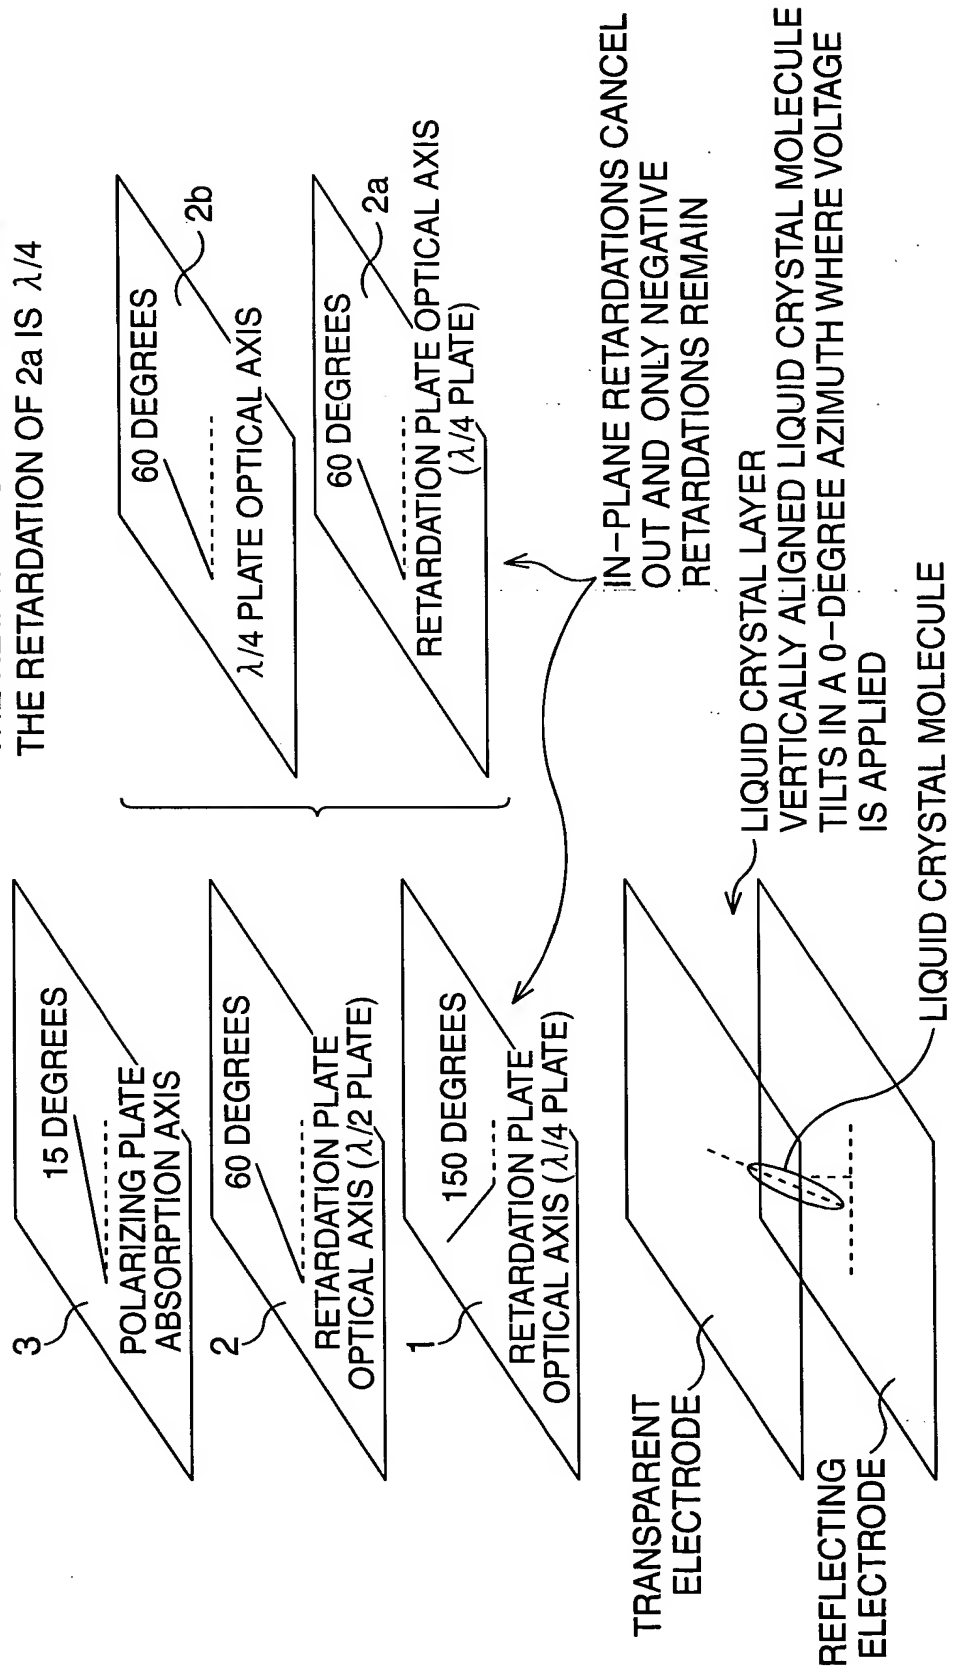 THE RETARDATION OF 2a IS λ/4
3
15 DEGREES
POLARIZING PLATE
ABSORPTION AXIS
2
60 DEGREES
RETARDATION PLATE
OPTICAL AXIS (λ/2 PLATE)
1
150 DEGREES
RETARDATION PLATE
OPTICAL AXIS (λ/4 PLATE)
60 DEGREES
2b
λ/4 PLATE OPTICAL AXIS
60 DEGREES
2a
RETARDATION PLATE OPTICAL AXIS
(λ/4 PLATE)
IN-PLANE RETARDATIONS CANCEL
OUT AND ONLY NEGATIVE
RETARDATIONS REMAIN
TRANSPARENT
ELECTRODE
REFLECTING
ELECTRODE
LIQUID CRYSTAL LAYER
VERTICALLY ALIGNED LIQUID CRYSTAL MOLECULE
TILTS IN A 0-DEGREE AZIMUTH WHERE VOLTAGE
IS APPLIED
LIQUID CRYSTAL MOLECULE